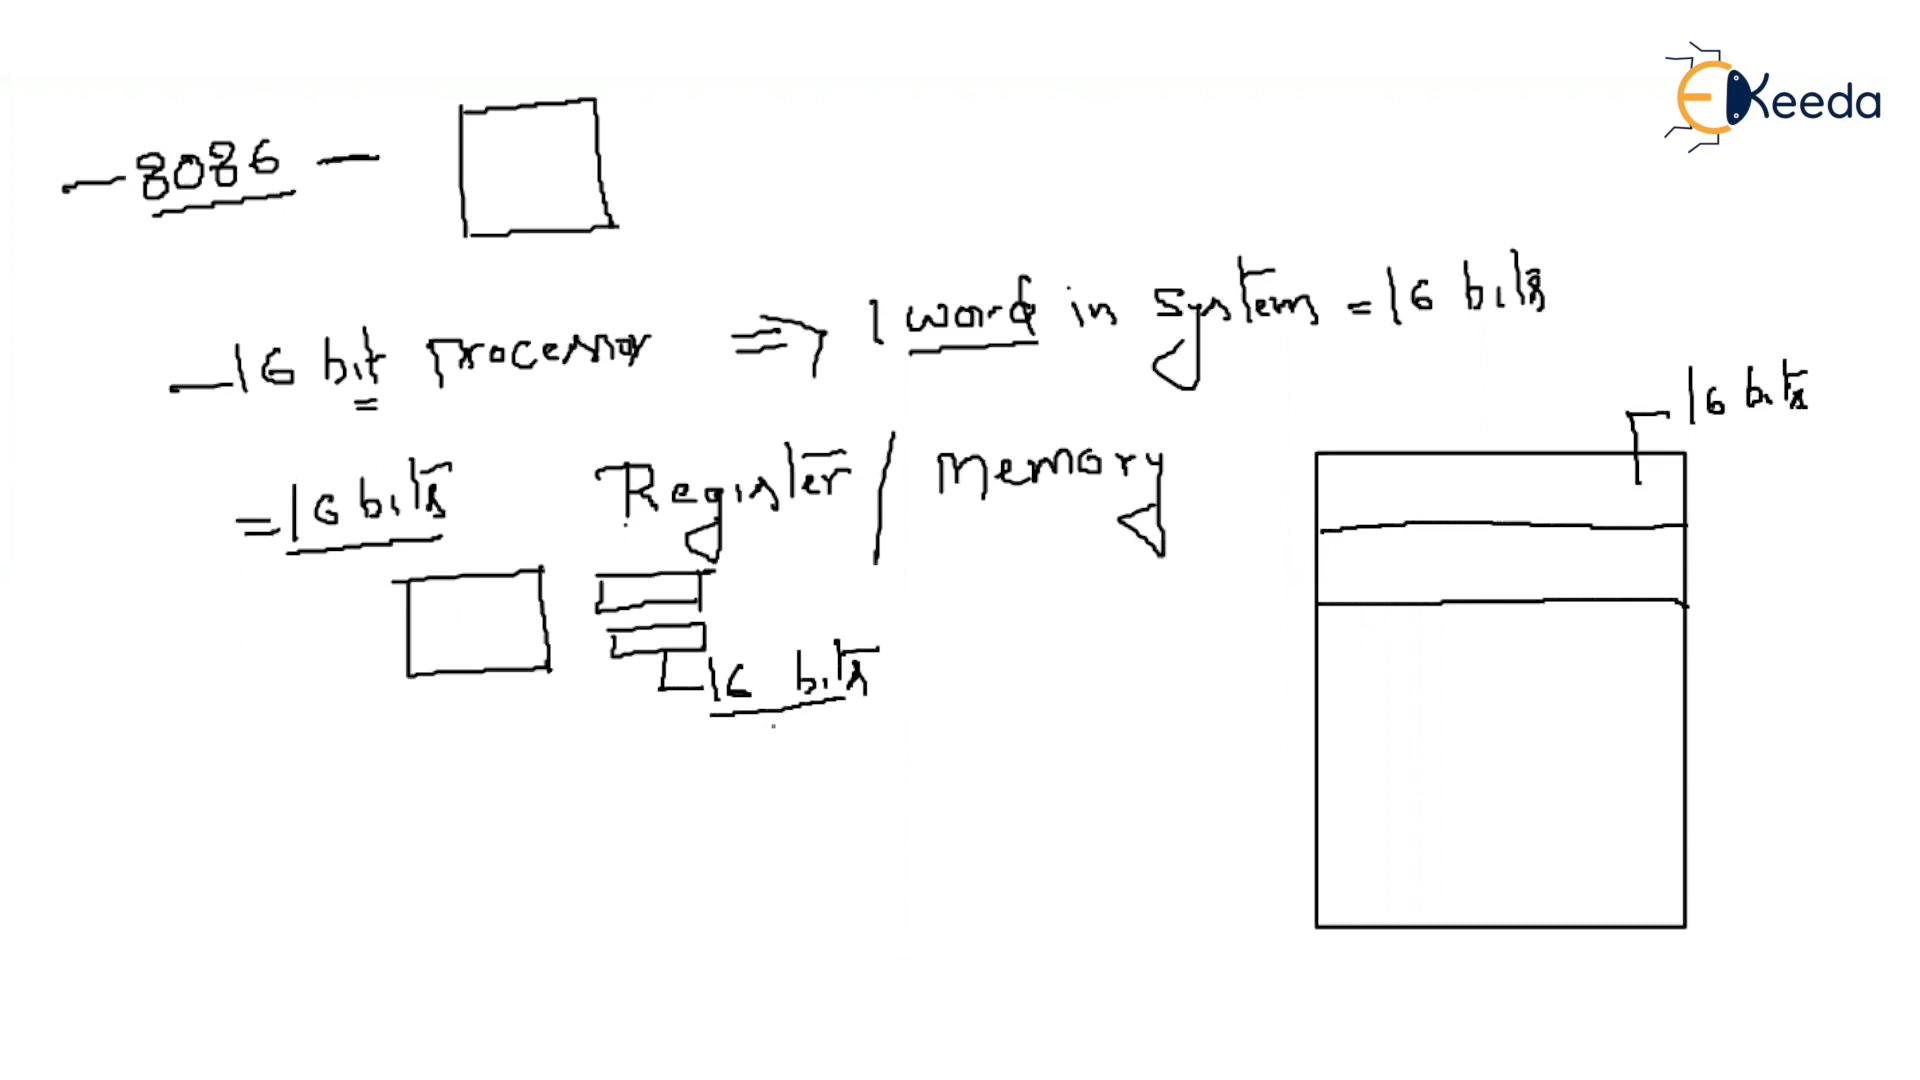 EKeeda
— 8086 —
— 16 bit processor ⇒ 1 word in system = 16 bits
16 bits
= 16 bits Register / Memory
16 bits